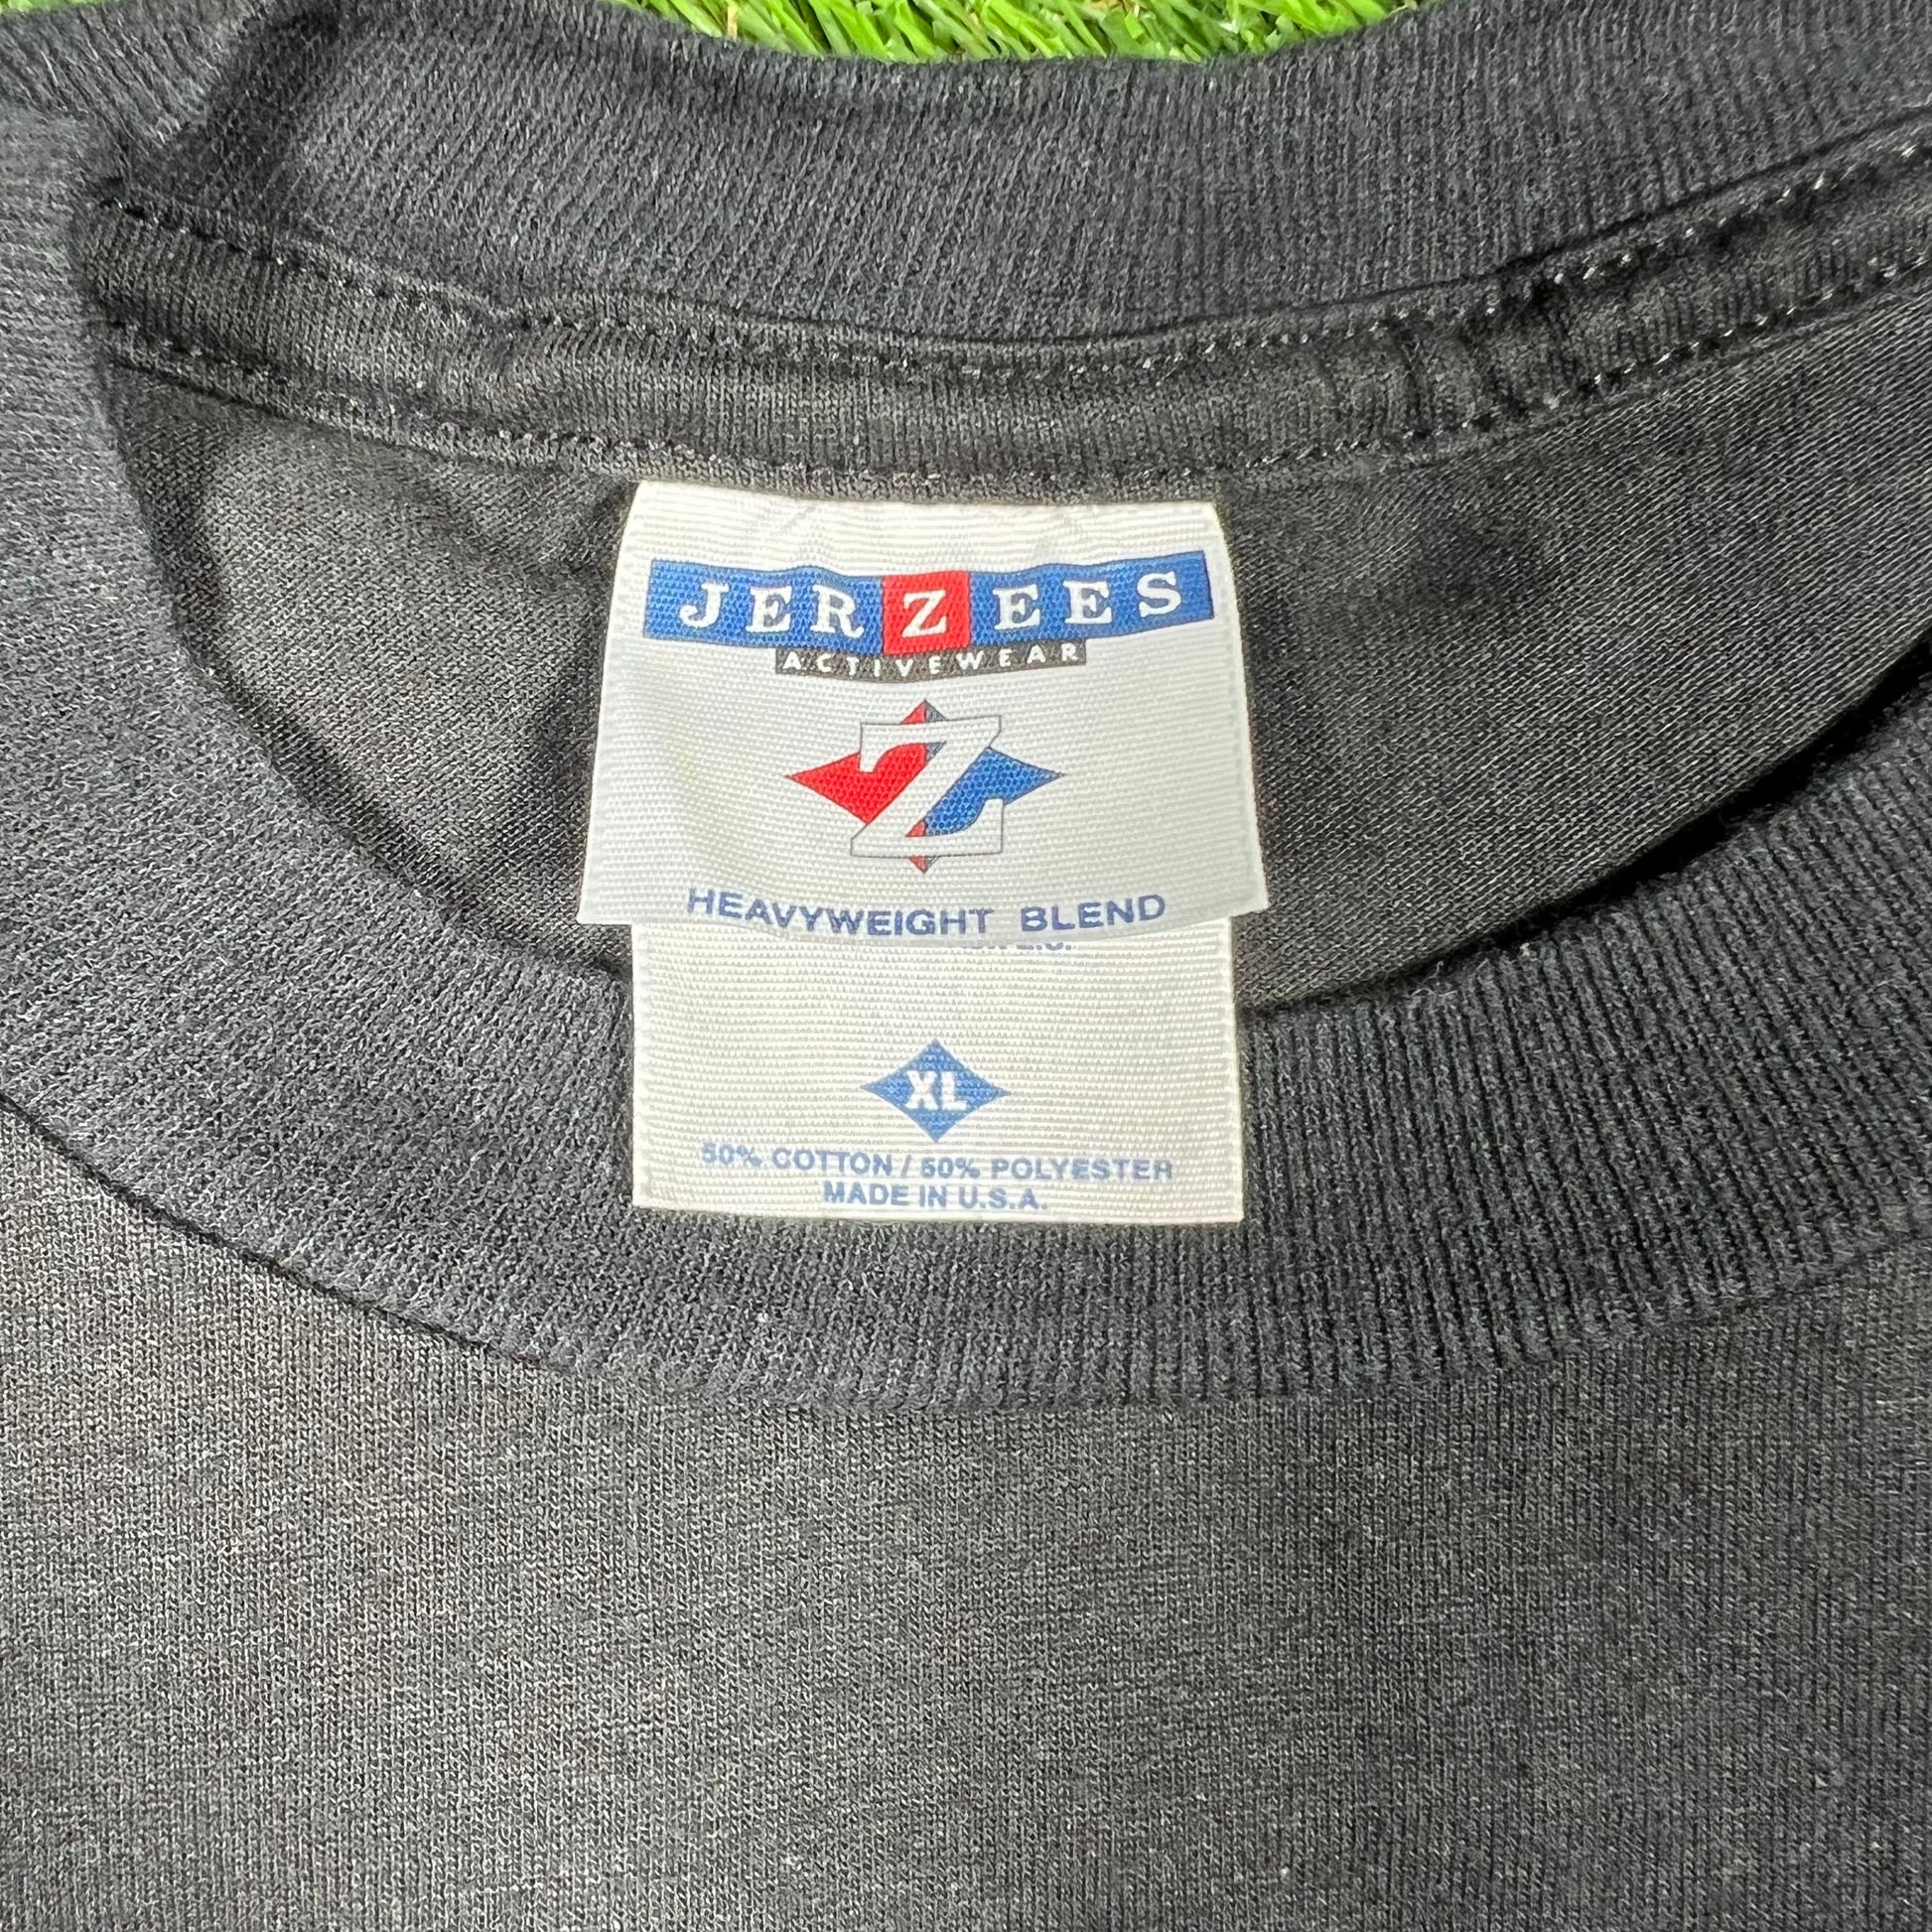 JERZEES
ACTIVEWEAR
Z
HEAVYWEIGHT BLEND
XL
50% COTTON / 50% POLYESTER
MADE IN U.S.A.